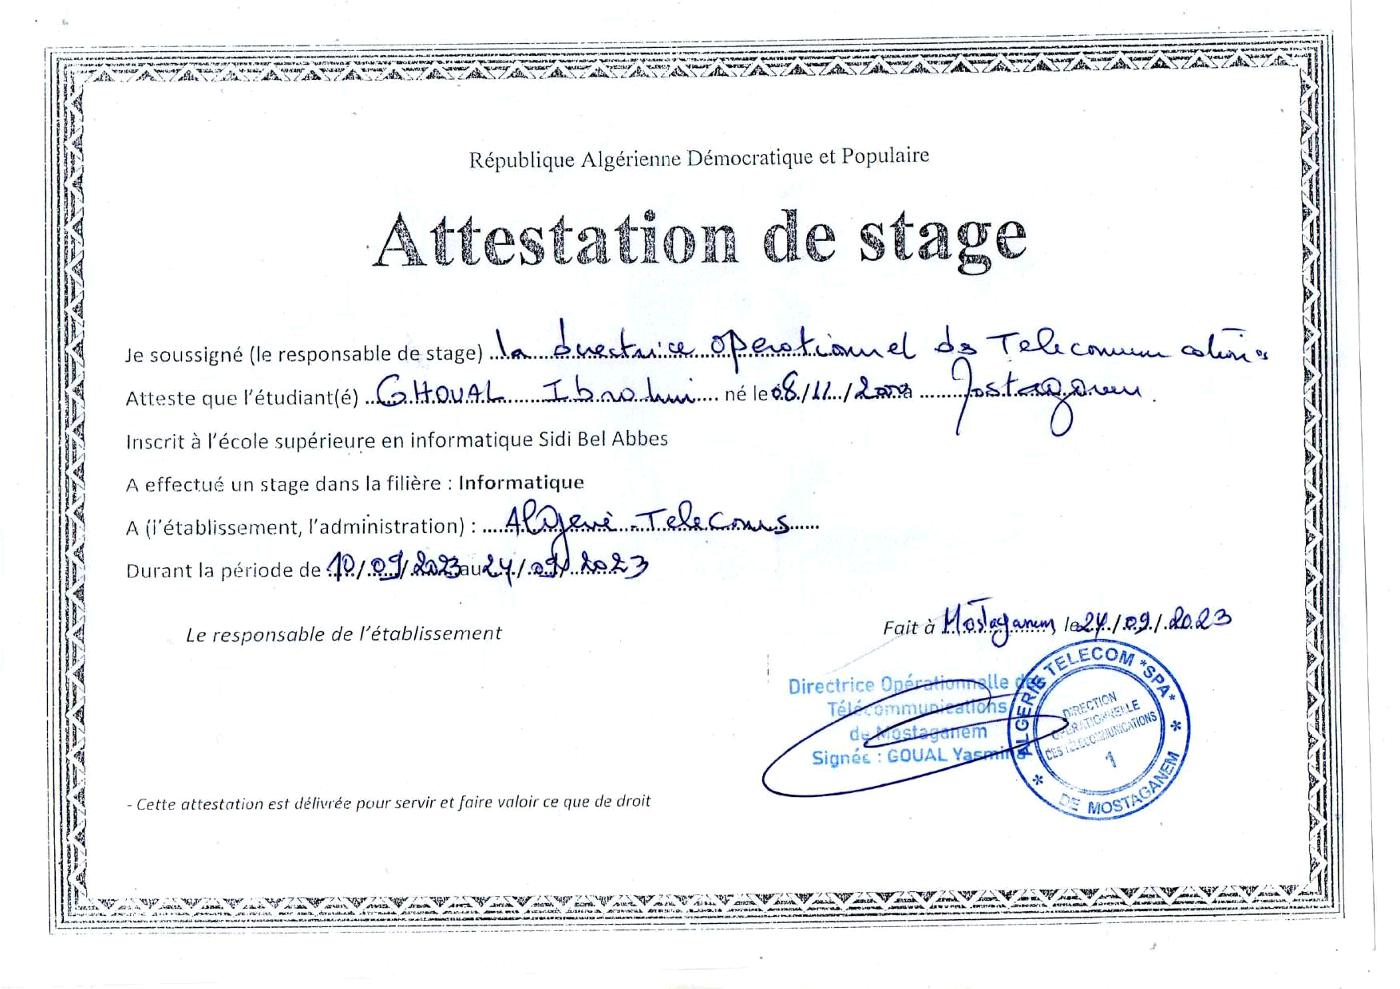 République Algérienne Démocratique et Populaire
Attestation de stage
Je soussigné (le responsable de stage) la directrice operationnel des Telecommunications
Atteste que l'étudiant(é) GHOUAL Ibrahim né le 08/11/ à Mostaganem
Inscrit à l'école supérieure en informatique Sidi Bel Abbes
A effectué un stage dans la filière : Informatique
A (l'établissement, l'administration) : Algerie Telecoms
Durant la période de 10/09/2023 au 24/09/2023
Le responsable de l'établissement
Fait à Mostaganem le 24/09/2023
Directrice Opérationnelle des
Télécommunications
de Mostaganem
Signée : GOUAL Yasmina
ALGERIE TELECOM "SPA"
DIRECTION
OPERATIONNELLE
DES TELECOMMUNICATIONS
1
DE MOSTAGANEM
- Cette attestation est délivrée pour servir et faire valoir ce que de droit